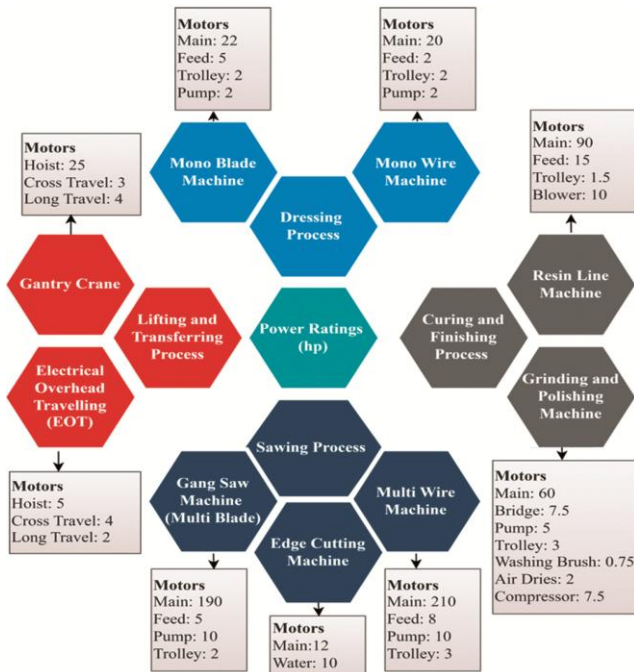 Motors
Main: 22
Feed: 5
Trolley: 2
Pump: 2
Motors
Main: 20
Feed: 2
Trolley: 2
Pump: 2
Motors
Hoist: 25
Cross Travel: 3
Long Travel: 4
Motors
Main: 90
Feed: 15
Trolley: 1.5
Blower: 10
Mono Blade
Machine
Mono Wire
Machine
Dressing
Process
Gantry Crane
Lifting and
Transferring
Process
Electrical
Overhead
Travelling
(EOT)
Power Ratings
(hp)
Resin Line
Machine
Curing and
Finishing
Process
Grinding and
Polishing
Machine
Sawing Process
Gang Saw
Machine
(Multi Blade)
Multi Wire
Machine
Edge Cutting
Machine
Motors
Hoist: 5
Cross Travel: 4
Long Travel: 2
Motors
Main: 60
Bridge: 7.5
Pump: 5
Trolley: 3
Washing Brush: 0.75
Air Dries: 2
Compressor: 7.5
Motors
Main: 190
Feed: 5
Pump: 10
Trolley: 2
Motors
Main:12
Water: 10
Motors
Main: 210
Feed: 8
Pump: 10
Trolley: 3